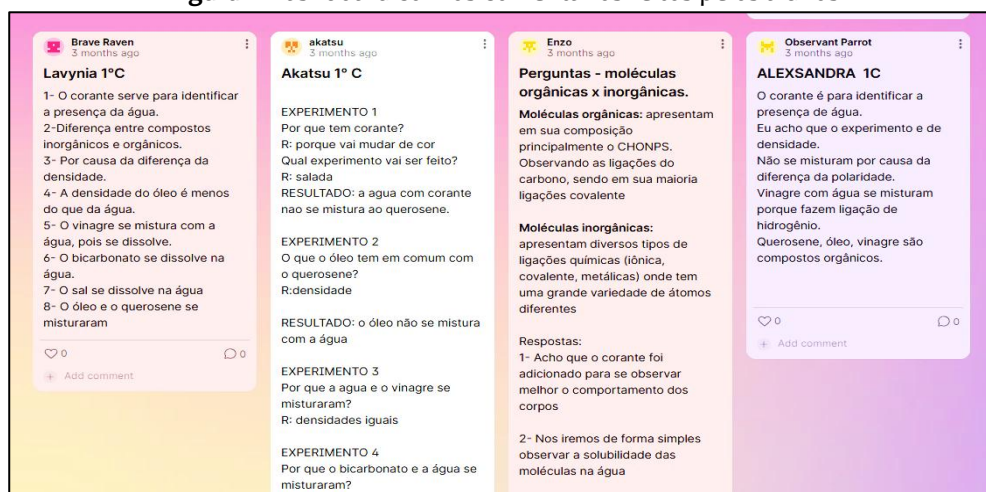 Brave Raven
3 months ago
Lavynia 1ºC
1- O corante serve para identificar
a presença da água.
2-Diferença entre compostos
inorgânicos e orgânicos.
3- Por causa da diferença da
densidade.
4- A densidade do óleo é menos
do que da água.
5- O vinagre se mistura com a
água, pois se dissolve.
6- O bicarbonato se dissolve na
água.
7- O sal se dissolve na água
8- O óleo e o querosene se
misturaram
0
0
Add comment
akatsu
3 months ago
Akatsu 1° C
EXPERIMENTO 1
Por que tem corante?
R: porque vai mudar de cor
Qual experimento vai ser feito?
R: salada
RESULTADO: a agua com corante
nao se mistura ao querosene.
EXPERIMENTO 2
O que o óleo tem em comum com
o querosene?
R:densidade
RESULTADO: o óleo não se mistura
com a água
EXPERIMENTO 3
Por que a agua e o vinagre se
misturaram?
R: densidades iguais
EXPERIMENTO 4
Por que o bicarbonato e a água se
misturaram?
Enzo
3 months ago
Perguntas - moléculas
orgânicas x inorgânicas.
Moléculas orgânicas: apresentam
em sua composição
principalmente o CHONPS.
Observando as ligações do
carbono, sendo em sua maioria
ligações covalente
Moléculas inorgânicas:
apresentam diversos tipos de
ligações químicas (iônica,
covalente, metálicas) onde tem
uma grande variedade de átomos
diferentes
Respostas:
1- Acho que o corante foi
adicionado para se observar
melhor o comportamento dos
corpos
2- Nos iremos de forma simples
observar a solubilidade das
moléculas na água
Observant Parrot
3 months ago
ALEXSANDRA 1C
O corante é para identificar a
presença de água.
Eu acho que o experimento e de
densidade.
Não se misturam por causa da
diferença da polaridade.
Vinagre com água se misturam
porque fazem ligação de
hidrogênio.
Querosene, óleo, vinagre são
compostos orgânicos.
0
0
Add comment